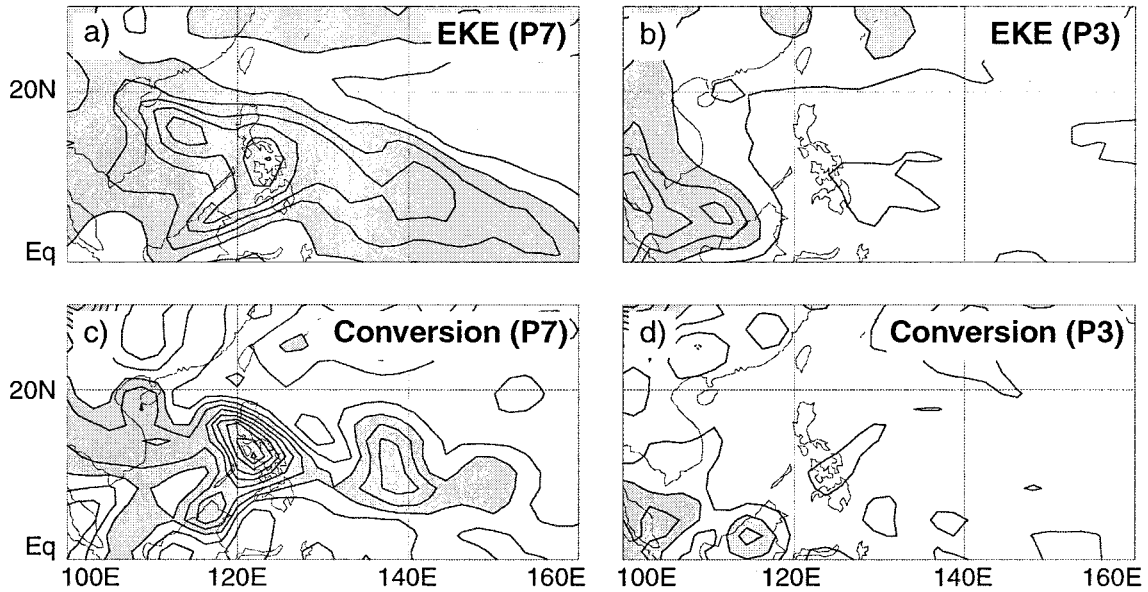 a) EKE (P7)
b) EKE (P3)
20N
Eq
c) Conversion (P7)
d) Conversion (P3)
20N
Eq
100E 120E 140E 160E
100E 120E 140E 160E